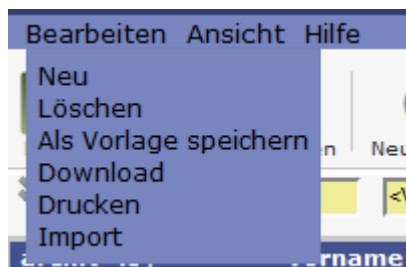 Bearbeiten Ansicht Hilfe
Neu
Löschen
Als Vorlage speichern
Download
Drucken
Import